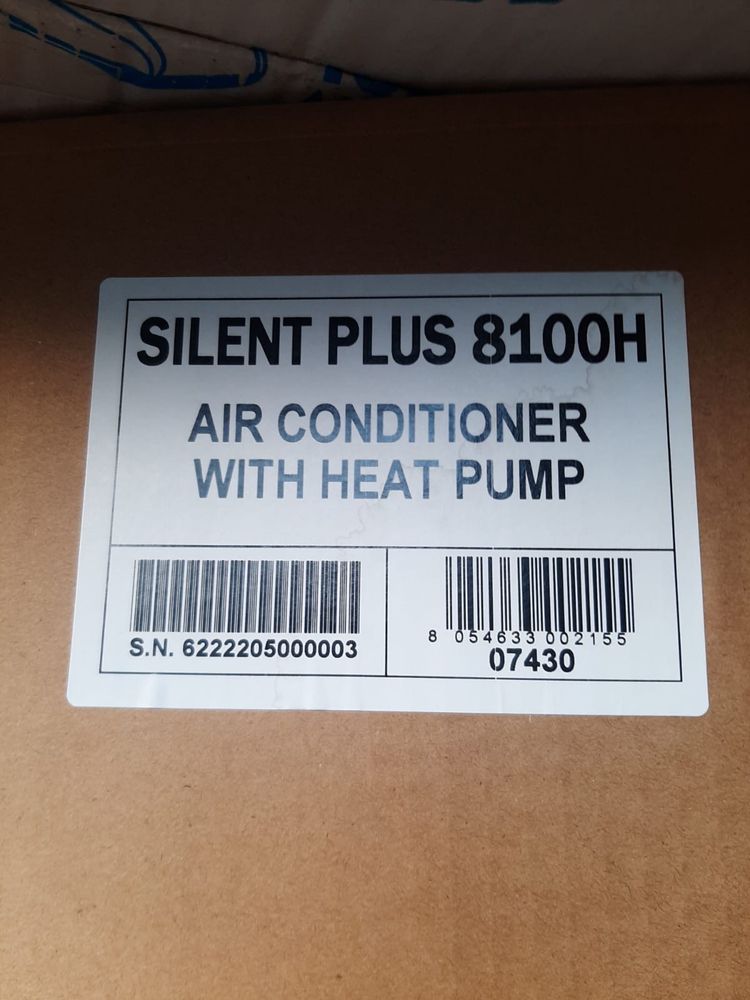 SILENT PLUS 8100H
AIR CONDITIONER
WITH HEAT PUMP
S.N. 6222205000003
8 054633 002155
07430